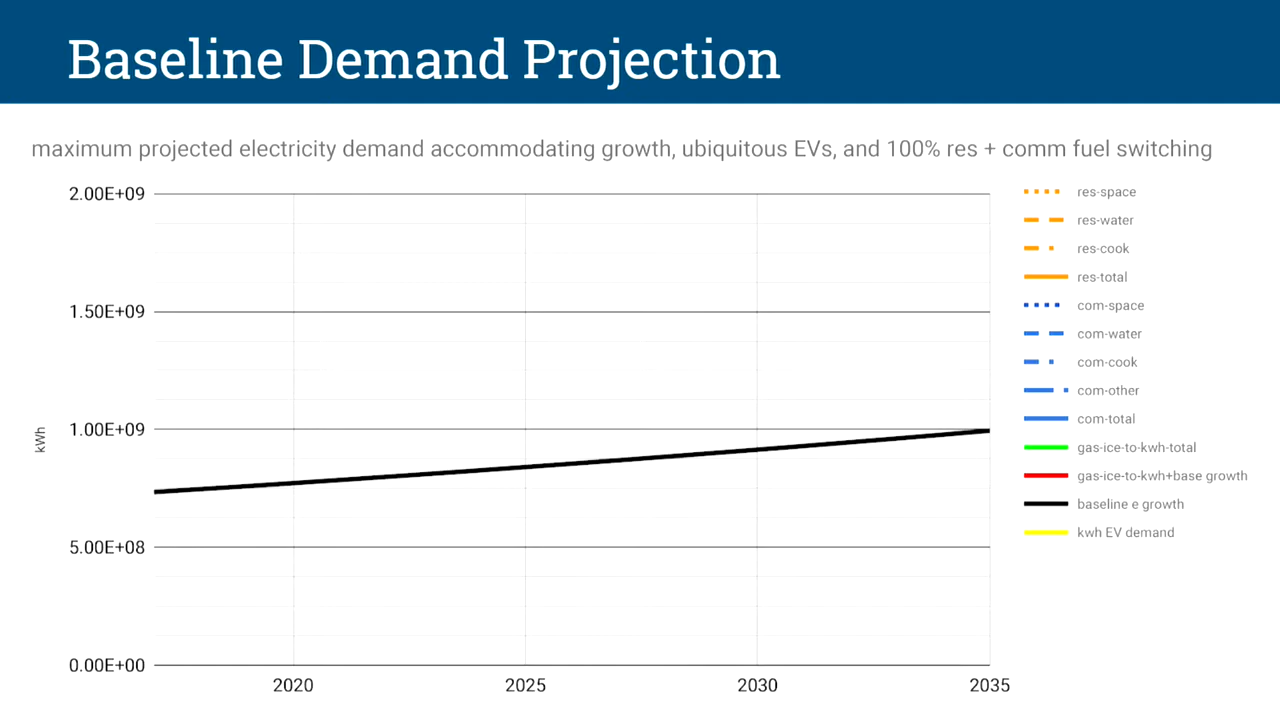 Baseline Demand Projection
maximum projected electricity demand accommodating growth, ubiquitous EVs, and 100% res + comm fuel switching
2.00E+09
1.50E+09
1.00E+09
5.00E+08
0.00E+00
kWh
2020
2025
2030
2035
res-space
res-water
res-cook
res-total
com-space
com-water
com-cook
com-other
com-total
gas-ice-to-kwh-total
gas-ice-to-kwh+base growth
baseline e growth
kwh EV demand